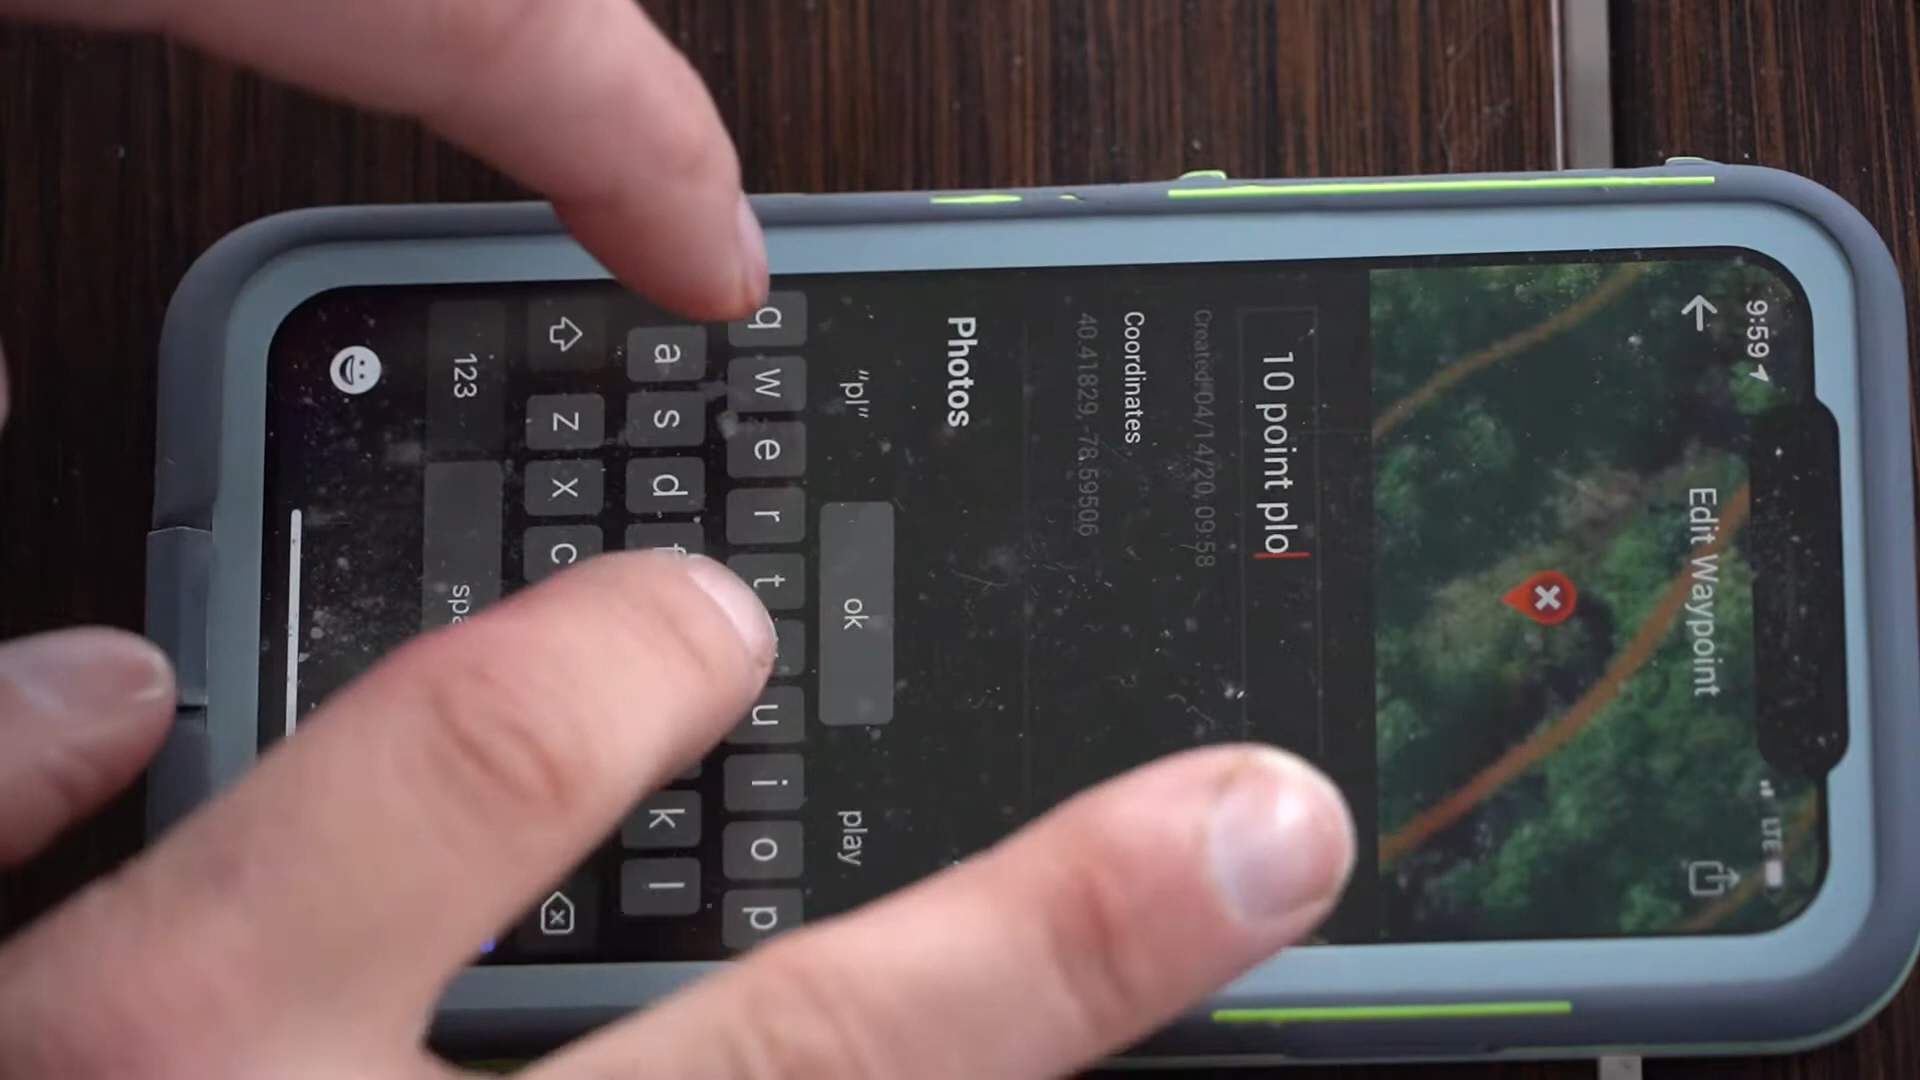 9:59
LTE
Edit Waypoint
10 point plo
Created 04/14/20, 09:58
Coordinates
40.41829, -78.59506
Photos
"pl" ok play
q w e r t u i o p
a s d f k l
z x c
123